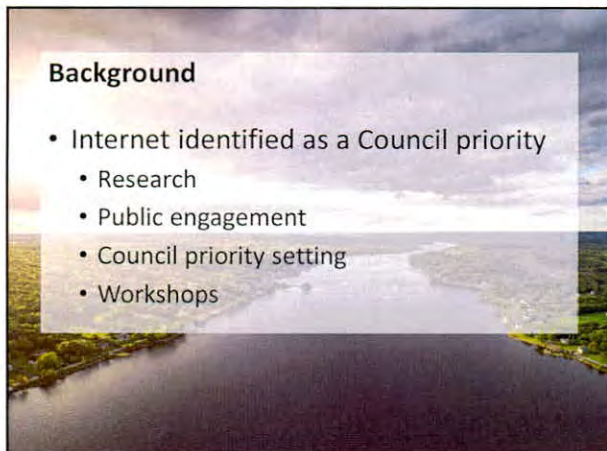 Background
• Internet identified as a Council priority
• Research
• Public engagement
• Council priority setting
• Workshops